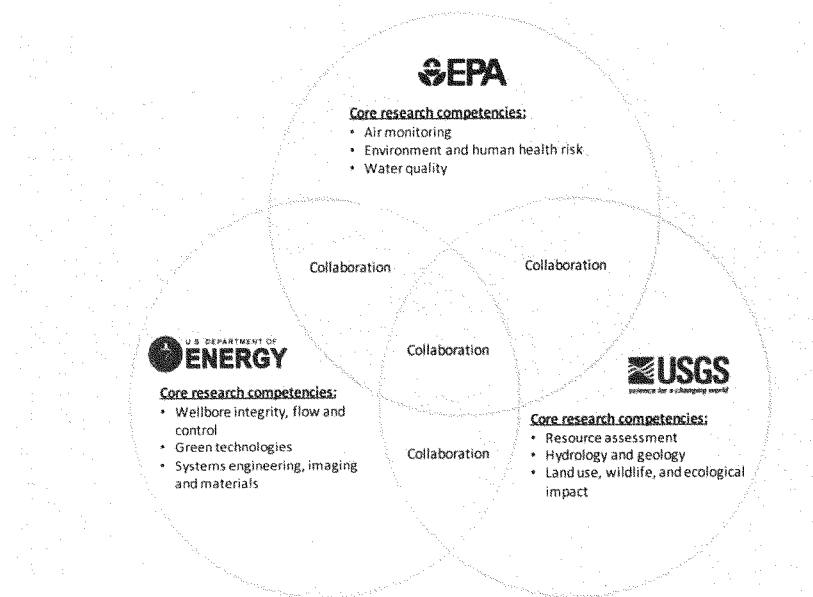 EPA
Core research competencies:
• Air monitoring
• Environment and human health risk
• Water quality
Collaboration
Collaboration
U.S. DEPARTMENT OF
ENERGY
Collaboration
USGS
science for a changing world
Core research competencies:
• Wellbore integrity, flow and
control
• Green technologies
• Systems engineering, imaging
and materials
Collaboration
Core research competencies:
• Resource assessment
• Hydrology and geology
• Land use, wildlife, and ecological
impact